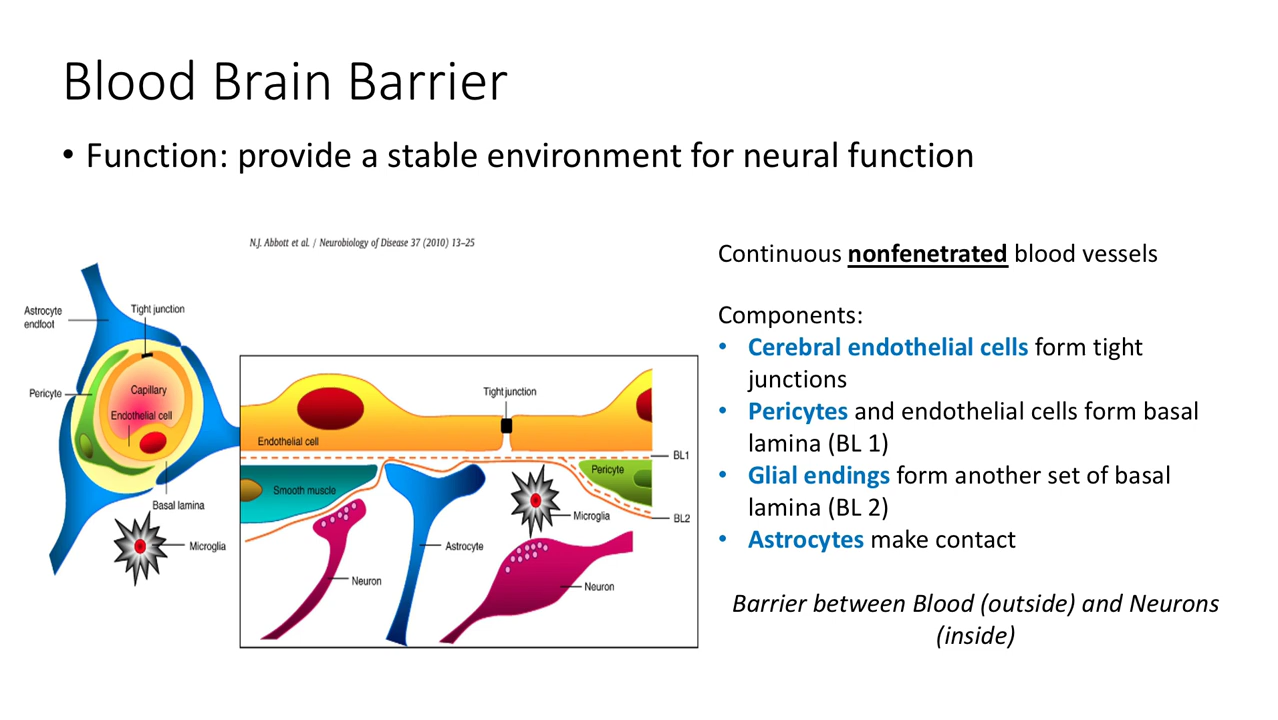 Blood Brain Barrier
• Function: provide a stable environment for neural function
N.J. Abbott et al. / Neurobiology of Disease 37 (2010) 13–25
Astrocyte
endfoot
Tight junction
Pericyte
Capillary
Endothelial cell
Basal lamina
Microglia
Tight junction
Endothelial cell
BL1
Smooth muscle
Pericyte
Microglia
BL2
Astrocyte
Neuron
Neuron
Continuous nonfenetrated blood vessels
Components:
• Cerebral endothelial cells form tight
junctions
• Pericytes and endothelial cells form basal
lamina (BL 1)
• Glial endings form another set of basal
lamina (BL 2)
• Astrocytes make contact
Barrier between Blood (outside) and Neurons
(inside)